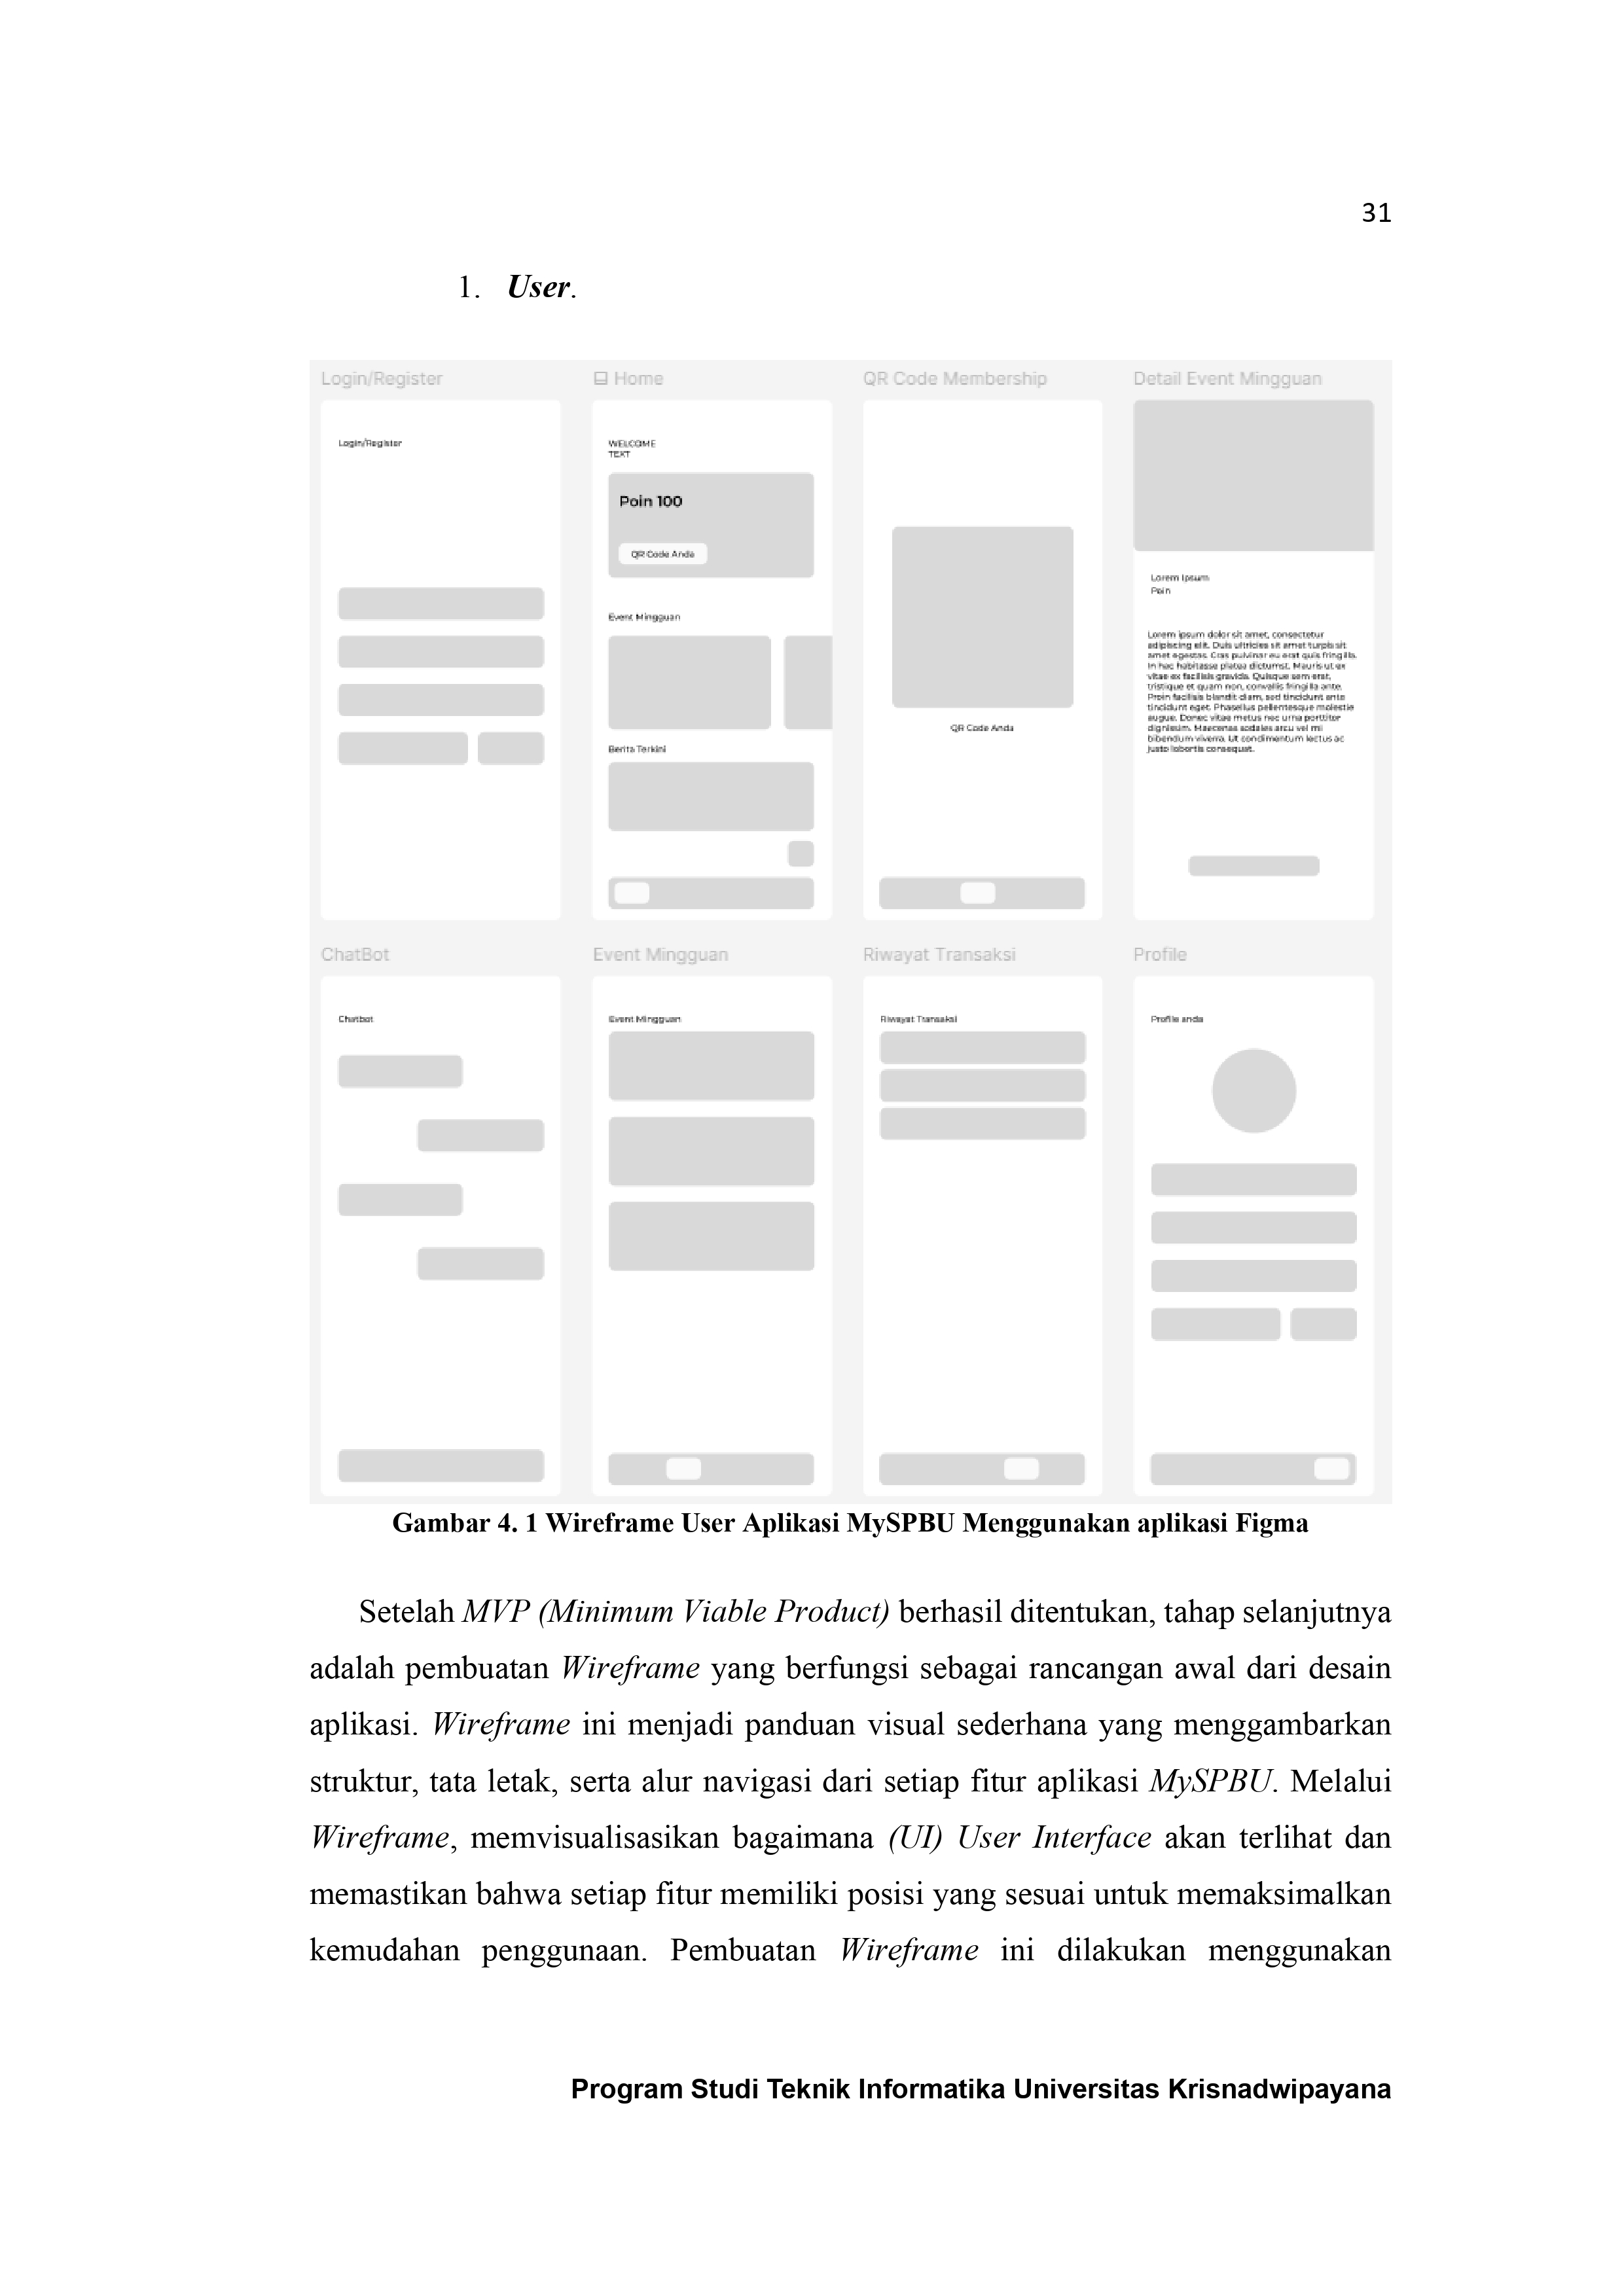 31
1. User.
Login/Register
Home
QR Code Membership
Detail Event Mingguan
Login/Register
WELCOME
TEXT
Poin 100
QR Code Anda
Event Mingguan
Berita Terkini
QR Code Anda
Lorem Ipsum
Poin
Lorem ipsum dolor sit amet, consectetur
adipiscing elit. Duis ultricies sit amet turpis sit
amet egestas. Cras pulvinar eu erat quis fringilla.
In hac habitasse platea dictumst. Mauris ut ex
vitae ex facilisis gravida. Quisque sem erat,
tristique et quam non, convallis fringilla ante.
Proin facilisis blandit diam, sed tincidunt ante
tincidunt eget. Phasellus pellentesque molestie
augue. Donec vitae metus nec urna porttitor
dignissim. Maecenas sodales arcu vel mi
bibendum viverra. Ut condimentum lectus ac
justo lobortis consequat.
ChatBot
Event Mingguan
Riwayat Transaksi
Profile
Chatbot
Event Mingguan
Riwayat Transaksi
Profile anda
Gambar 4. 1 Wireframe User Aplikasi MySPBU Menggunakan aplikasi Figma
Setelah MVP (Minimum Viable Product) berhasil ditentukan, tahap selanjutnya
adalah pembuatan Wireframe yang berfungsi sebagai rancangan awal dari desain
aplikasi. Wireframe ini menjadi panduan visual sederhana yang menggambarkan
struktur, tata letak, serta alur navigasi dari setiap fitur aplikasi MySPBU. Melalui
Wireframe, memvisualisasikan bagaimana (UI) User Interface akan terlihat dan
memastikan bahwa setiap fitur memiliki posisi yang sesuai untuk memaksimalkan
kemudahan penggunaan. Pembuatan Wireframe ini dilakukan menggunakan
Program Studi Teknik Informatika Universitas Krisnadwipayana